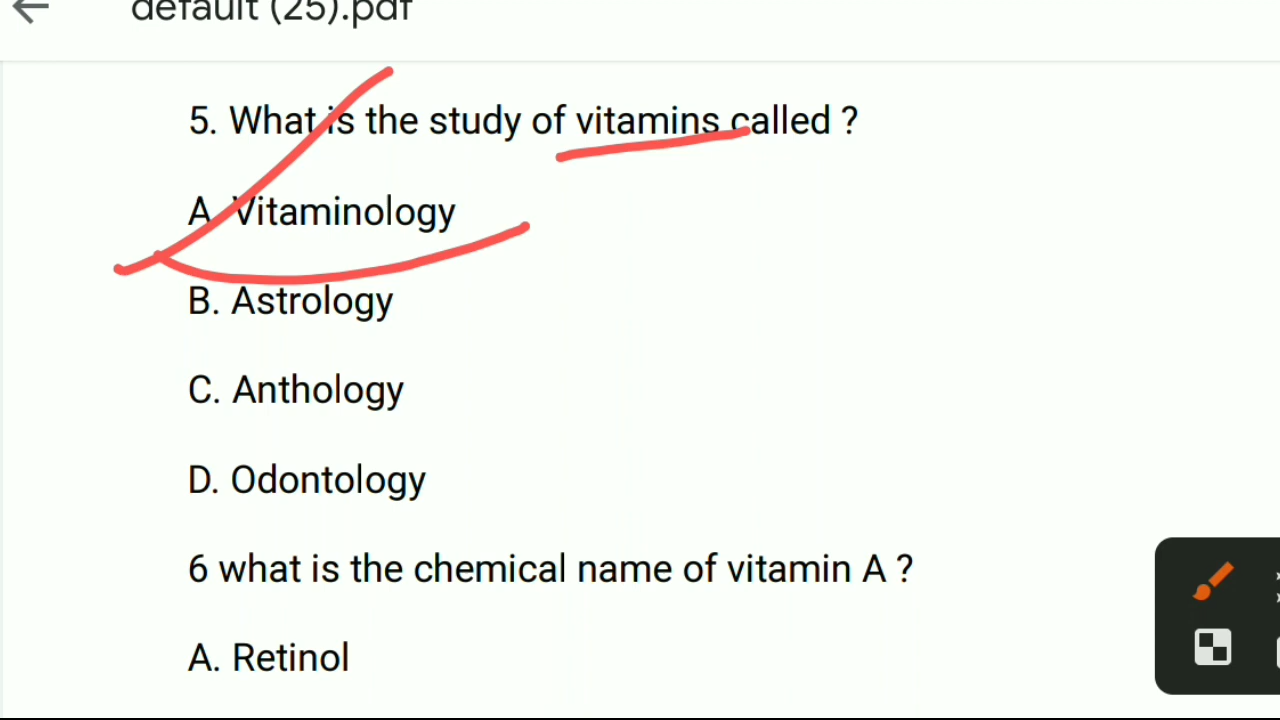 default (25).pdf
5. What is the study of vitamins called ?
A. Vitaminology
B. Astrology
C. Anthology
D. Odontology
6 what is the chemical name of vitamin A ?
A. Retinol